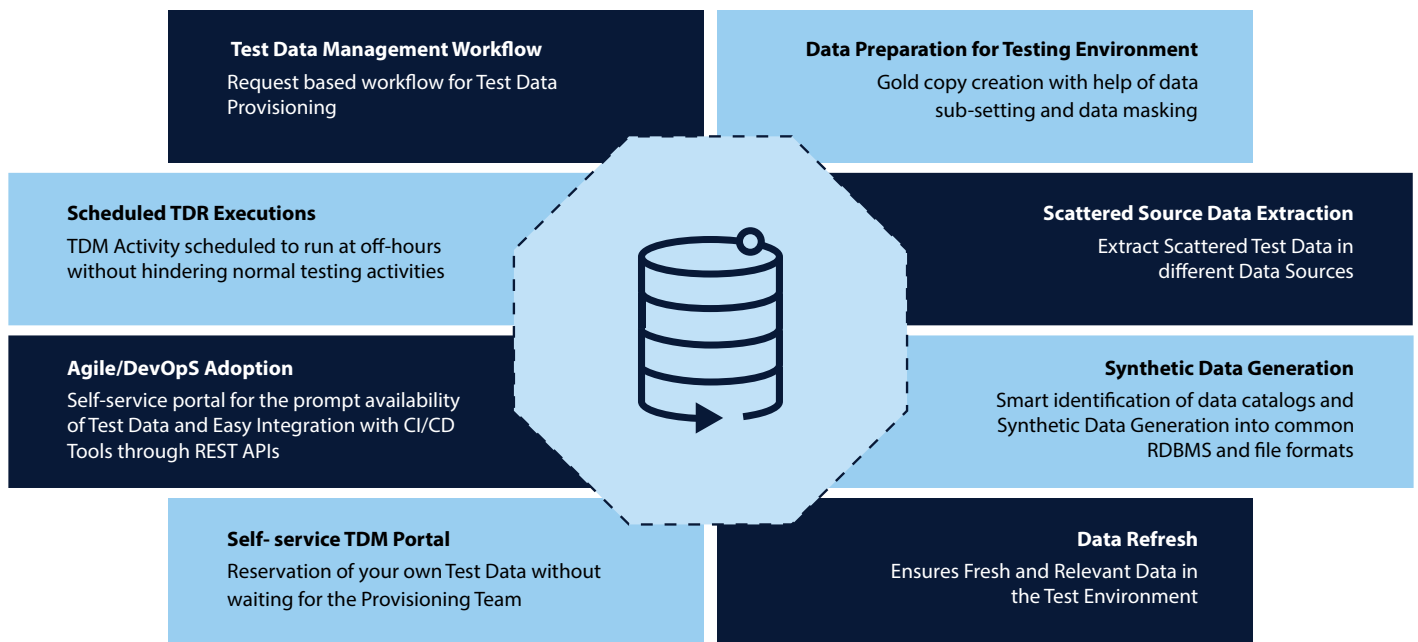 Test Data Management Workflow
Request based workflow for Test Data
Provisioning
Data Preparation for Testing Environment
Gold copy creation with help of data
sub-setting and data masking
Scheduled TDR Executions
TDM Activity scheduled to run at off-hours
without hindering normal testing activities
Scattered Source Data Extraction
Extract Scattered Test Data in
different Data Sources
Agile/DevOpS Adoption
Self-service portal for the prompt availability
of Test Data and Easy Integration with CI/CD
Tools through REST APIs
Synthetic Data Generation
Smart identification of data catalogs and
Synthetic Data Generation into common
RDBMS and file formats
Self- service TDM Portal
Reservation of your own Test Data without
waiting for the Provisioning Team
Data Refresh
Ensures Fresh and Relevant Data in
the Test Environment